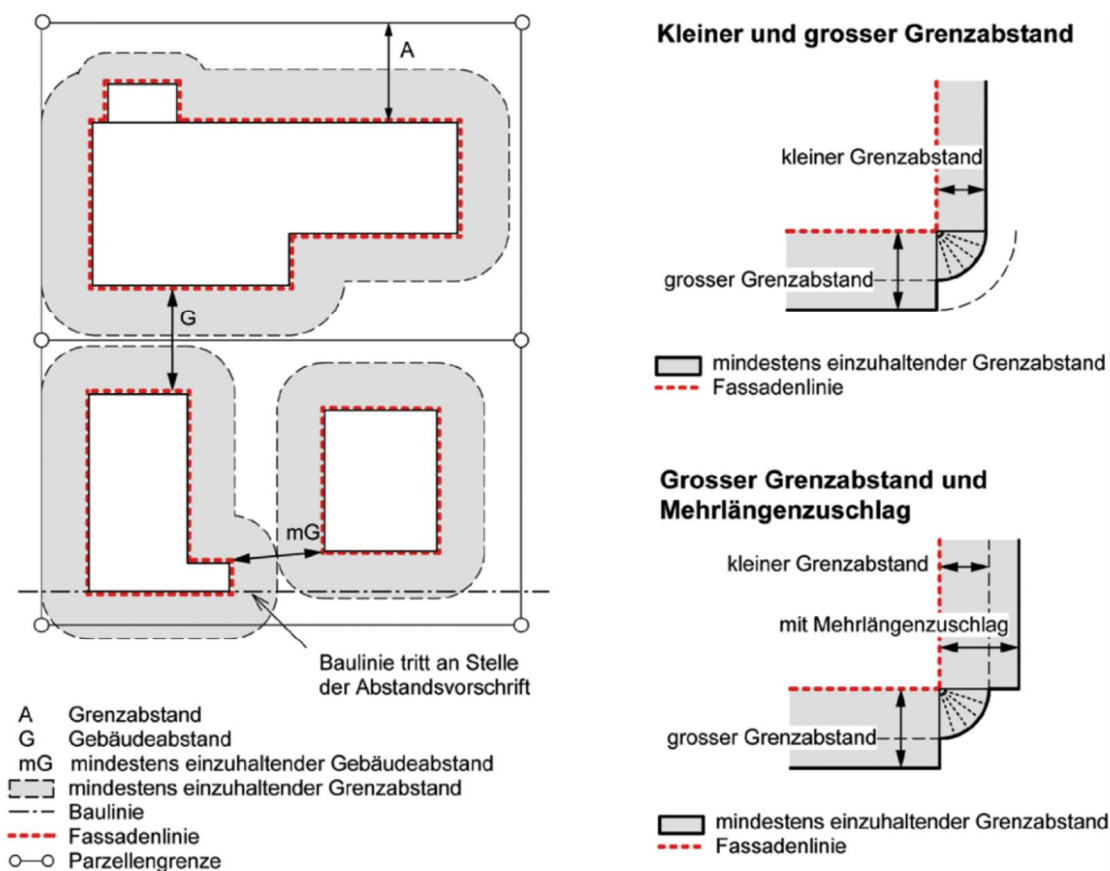 A
G
mG
Baulinie tritt an Stelle
der Abstandsvorschrift
A Grenzabstand
G Gebäudeabstand
mG mindestens einzuhaltender Gebäudeabstand
mindestens einzuhaltender Grenzabstand
Baulinie
Fassadenlinie
Parzellengrenze
Kleiner und grosser Grenzabstand
kleiner Grenzabstand
grosser Grenzabstand
mindestens einzuhaltender Grenzabstand
Fassadenlinie
Grosser Grenzabstand und
Mehrlängenzuschlag
kleiner Grenzabstand
mit Mehrlängenzuschlag
grosser Grenzabstand
mindestens einzuhaltender Grenzabstand
Fassadenlinie